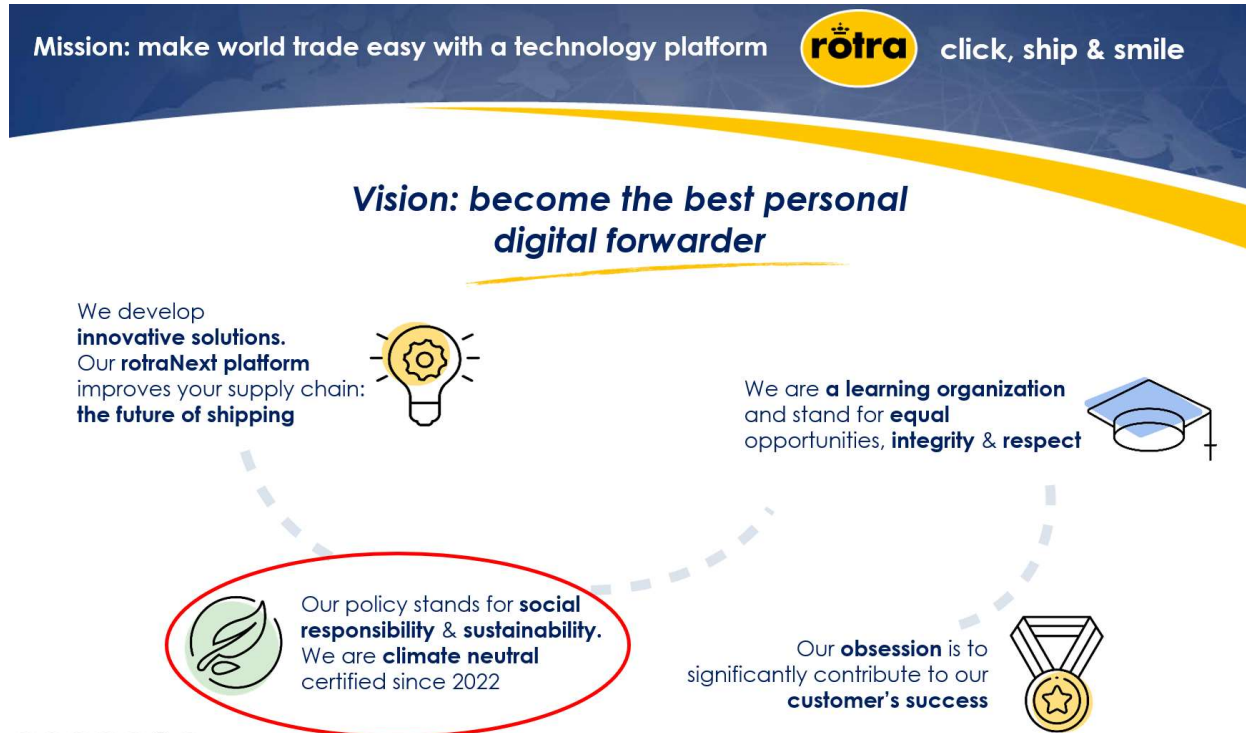 Mission: make world trade easy with a technology platform
rotra
click, ship & smile
Vision: become the best personal
digital forwarder
We develop
innovative solutions.
Our rotraNext platform
improves your supply chain:
the future of shipping
We are a learning organization
and stand for equal
opportunities, integrity & respect
Our policy stands for social
responsibility & sustainability.
We are climate neutral
certified since 2022
Our obsession is to
significantly contribute to our
customer's success